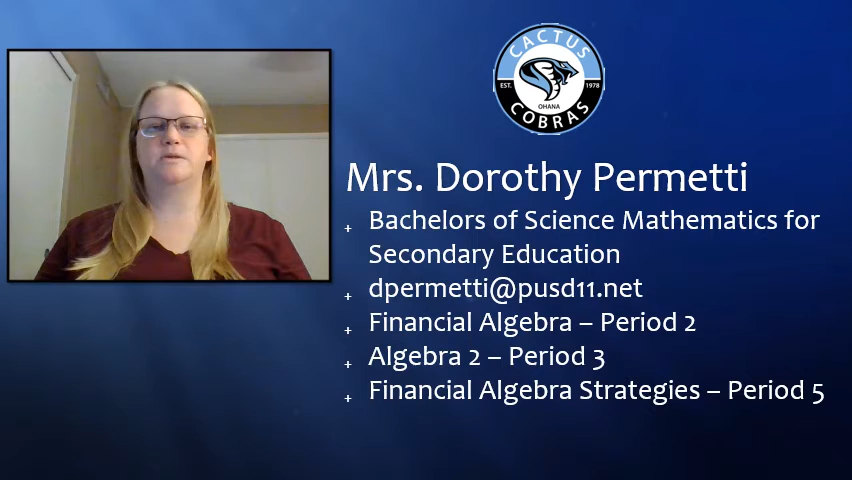 CACTUS
EST. 1978
OHANA
COBRAS
Mrs. Dorothy Permetti
Bachelors of Science Mathematics for
Secondary Education
dpermetti@pusd11.net
Financial Algebra – Period 2
Algebra 2 – Period 3
Financial Algebra Strategies – Period 5